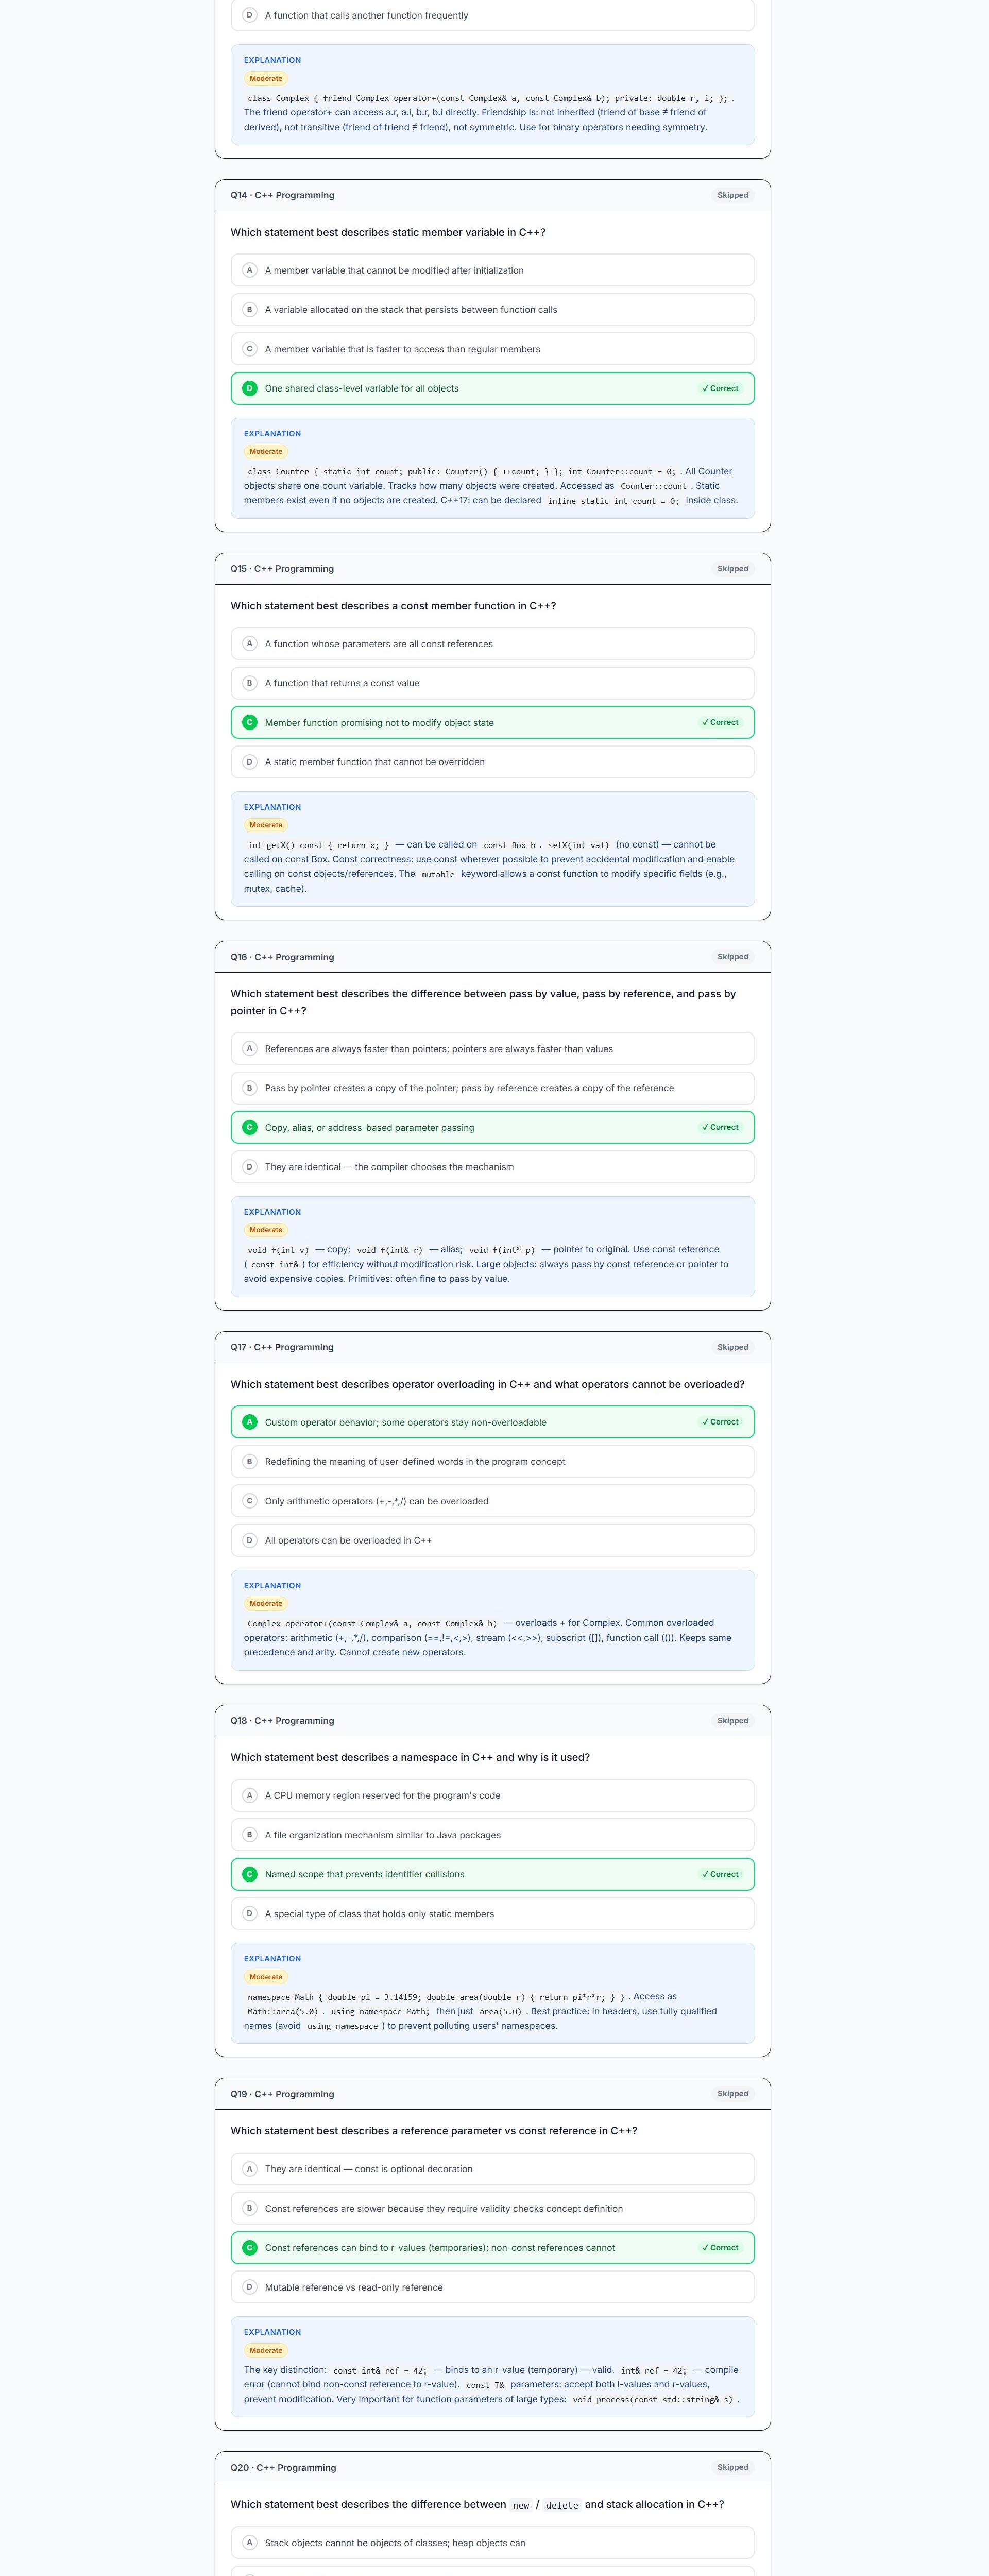 D A function that calls another function frequently
EXPLANATION
Moderate
class Complex { friend Complex operator+(const Complex& a, const Complex& b); private: double r, i; }; .
The friend operator+ can access a.r, a.i, b.r, b.i directly. Friendship is: not inherited (friend of base ≠ friend of
derived), not transitive (friend of friend ≠ friend), not symmetric. Use for binary operators needing symmetry.
Q14 · C++ Programming Skipped
Which statement best describes static member variable in C++?
A A member variable that cannot be modified after initialization
B A variable allocated on the stack that persists between function calls
C A member variable that is faster to access than regular members
D One shared class-level variable for all objects ✓ Correct
EXPLANATION
Moderate
class Counter { static int count; public: Counter() { ++count; } }; int Counter::count = 0; . All Counter
objects share one count variable. Tracks how many objects were created. Accessed as Counter::count . Static
members exist even if no objects are created. C++17: can be declared inline static int count = 0; inside class.
Q15 · C++ Programming Skipped
Which statement best describes a const member function in C++?
A A function whose parameters are all const references
B A function that returns a const value
C Member function promising not to modify object state ✓ Correct
D A static member function that cannot be overridden
EXPLANATION
Moderate
int getX() const { return x; } — can be called on const Box b . setX(int val) (no const) — cannot be
called on const Box. Const correctness: use const wherever possible to prevent accidental modification and enable
calling on const objects/references. The mutable keyword allows a const function to modify specific fields (e.g.,
mutex, cache).
Q16 · C++ Programming Skipped
Which statement best describes the difference between pass by value, pass by reference, and pass by
pointer in C++?
A References are always faster than pointers; pointers are always faster than values
B Pass by pointer creates a copy of the pointer; pass by reference creates a copy of the reference
C Copy, alias, or address-based parameter passing ✓ Correct
D They are identical — the compiler chooses the mechanism
EXPLANATION
Moderate
void f(int v) — copy; void f(int& r) — alias; void f(int* p) — pointer to original. Use const reference
( const int& ) for efficiency without modification risk. Large objects: always pass by const reference or pointer to
avoid expensive copies. Primitives: often fine to pass by value.
Q17 · C++ Programming Skipped
Which statement best describes operator overloading in C++ and what operators cannot be overloaded?
A Custom operator behavior; some operators stay non-overloadable ✓ Correct
B Redefining the meaning of user-defined words in the program concept
C Only arithmetic operators (+,-,*,/) can be overloaded
D All operators can be overloaded in C++
EXPLANATION
Moderate
Complex operator+(const Complex& a, const Complex& b) — overloads + for Complex. Common overloaded
operators: arithmetic (+,-,*,/), comparison (==,!=,<,>), stream (<<,>>), subscript ([]), function call (()). Keeps same
precedence and arity. Cannot create new operators.
Q18 · C++ Programming Skipped
Which statement best describes a namespace in C++ and why is it used?
A A CPU memory region reserved for the program's code
B A file organization mechanism similar to Java packages
C Named scope that prevents identifier collisions ✓ Correct
D A special type of class that holds only static members
EXPLANATION
Moderate
namespace Math { double pi = 3.14159; double area(double r) { return pi*r*r; } } . Access as
Math::area(5.0) . using namespace Math; then just area(5.0) . Best practice: in headers, use fully qualified
names (avoid using namespace ) to prevent polluting users' namespaces.
Q19 · C++ Programming Skipped
Which statement best describes a reference parameter vs const reference in C++?
A They are identical — const is optional decoration
B Const references are slower because they require validity checks concept definition
C Const references can bind to r-values (temporaries); non-const references cannot ✓ Correct
D Mutable reference vs read-only reference
EXPLANATION
Moderate
The key distinction: const int& ref = 42; — binds to an r-value (temporary) — valid. int& ref = 42; — compile
error (cannot bind non-const reference to r-value). const T& parameters: accept both l-values and r-values,
prevent modification. Very important for function parameters of large types: void process(const std::string& s) .
Q20 · C++ Programming Skipped
Which statement best describes the difference between new / delete and stack allocation in C++?
A Stack objects cannot be objects of classes; heap objects can